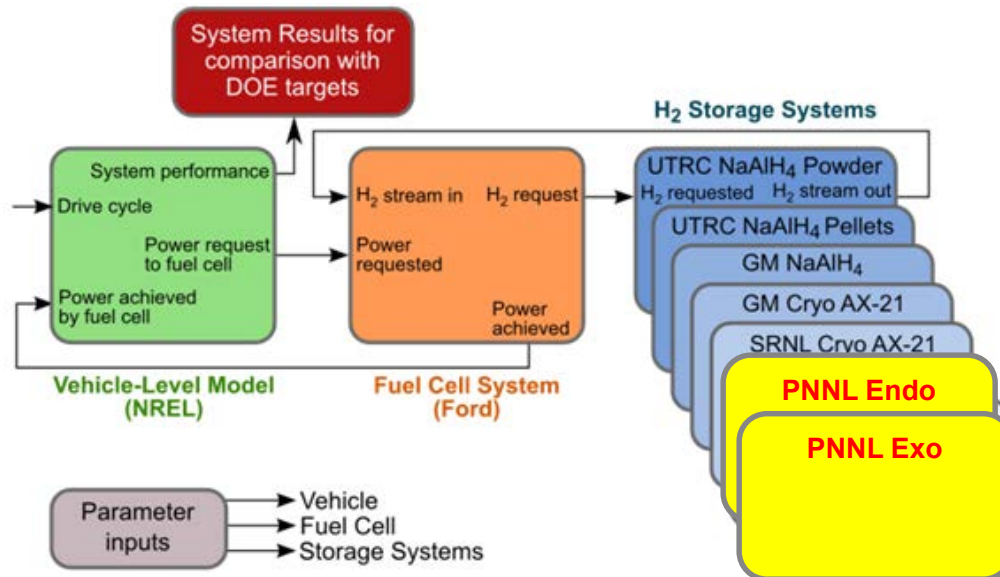 System Results for
comparison with
DOE targets
H₂ Storage Systems
System performance
Drive cycle
Power request
to fuel cell
Power achieved
by fuel cell
Vehicle-Level Model
(NREL)
H₂ stream in
H₂ request
Power
requested
Power
achieved
Fuel Cell System
(Ford)
UTRC NaAlH₄ Powder
H₂ requested
H₂ stream out
UTRC NaAlH₄ Pellets
GM NaAlH₄
GM Cryo AX-21
SRNL Cryo AX-21
PNNL Endo
PNNL Exo
Parameter
inputs
Vehicle
Fuel Cell
Storage Systems